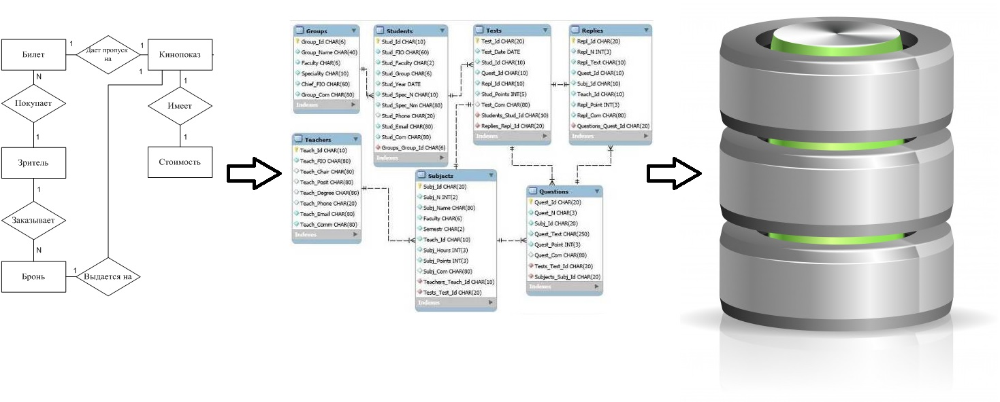 Билет
1
Дает пропуск
на
1
Кинопоказ
N
1
1
Покупает
Имеет
1
1
Зритель
Стоимость
1
Заказывает
N
Бронь
1
Выдается на
Groups
Group_Id CHAR(6)
Group_Name CHAR(40)
Faculty CHAR(6)
Speciality CHAR(10)
Chief_FIO CHAR(60)
Group_Com CHAR(80)
Indexes
Students
Stud_Id CHAR(10)
Stud_FIO CHAR(60)
Stud_Faculty CHAR(2)
Stud_Group CHAR(6)
Stud_Year DATE
Stud_Spec_N CHAR(10)
Stud_Spec_Nm CHAR(80)
Stud_Phone CHAR(20)
Stud_Email CHAR(80)
Stud_Com CHAR(80)
Groups_Group_Id CHAR(6)
Indexes
Tests
Test_Id CHAR(20)
Test_Date DATE
Stud_Id CHAR(10)
Quest_Id CHAR(10)
Repl_Id CHAR(10)
Stud_Points INT(5)
Test_Com CHAR(80)
Students_Stud_Id CHAR(10)
Replies_Repl_Id CHAR(20)
Indexes
Replies
Repl_Id CHAR(20)
Repl_N INT(3)
Repl_Text CHAR(10)
Quest_Id CHAR(10)
Subj_Id CHAR(10)
Teach_Id CHAR(10)
Repl_Point INT(3)
Repl_Com CHAR(80)
Questions_Quest_Id CHAR(20)
Indexes
Teachers
Teach_Id CHAR(10)
Teach_FIO CHAR(80)
Teach_Chair CHAR(80)
Teach_Posit CHAR(80)
Teach_Degree CHAR(80)
Teach_Phone CHAR(20)
Teach_Email CHAR(80)
Teach_Comm CHAR(80)
Indexes
Subjects
Subj_Id CHAR(20)
Subj_N INT(2)
Subj_Name CHAR(80)
Faculty CHAR(6)
Semestr CHAR(2)
Teach_Id CHAR(10)
Subj_Hours INT(3)
Subj_Points INT(3)
Subj_Com CHAR(80)
Teachers_Teach_Id CHAR(10)
Tests_Test_Id CHAR(20)
Indexes
Questions
Quest_Id CHAR(20)
Quest_N CHAR(3)
Subj_Id CHAR(20)
Quest_Text CHAR(250)
Quest_Point INT(3)
Quest_Com CHAR(80)
Tests_Test_Id CHAR(20)
Subjects_Subj_Id CHAR(20)
Indexes